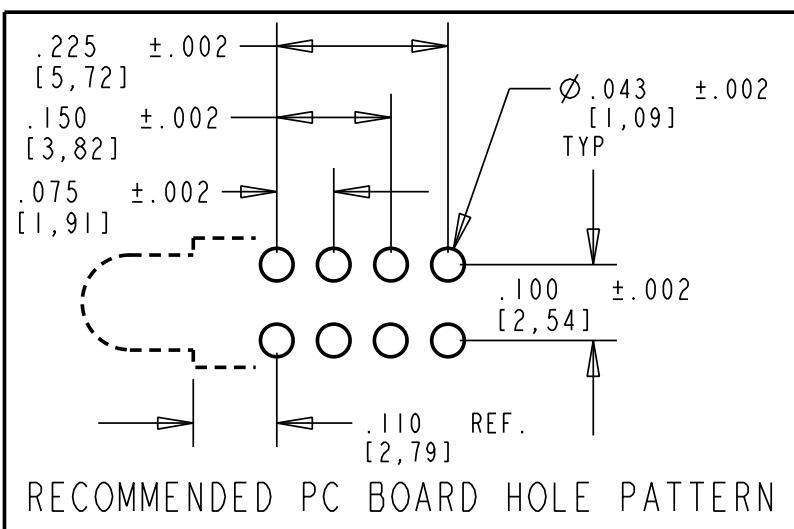 .225 ±.002
[5,72]
.150 ±.002
[3,82]
.075 ±.002
[1,91]
Ø.043 ±.002
[1,09]
TYP
.100 ±.002
[2,54]
.110 REF.
[2,79]
RECOMMENDED PC BOARD HOLE PATTERN